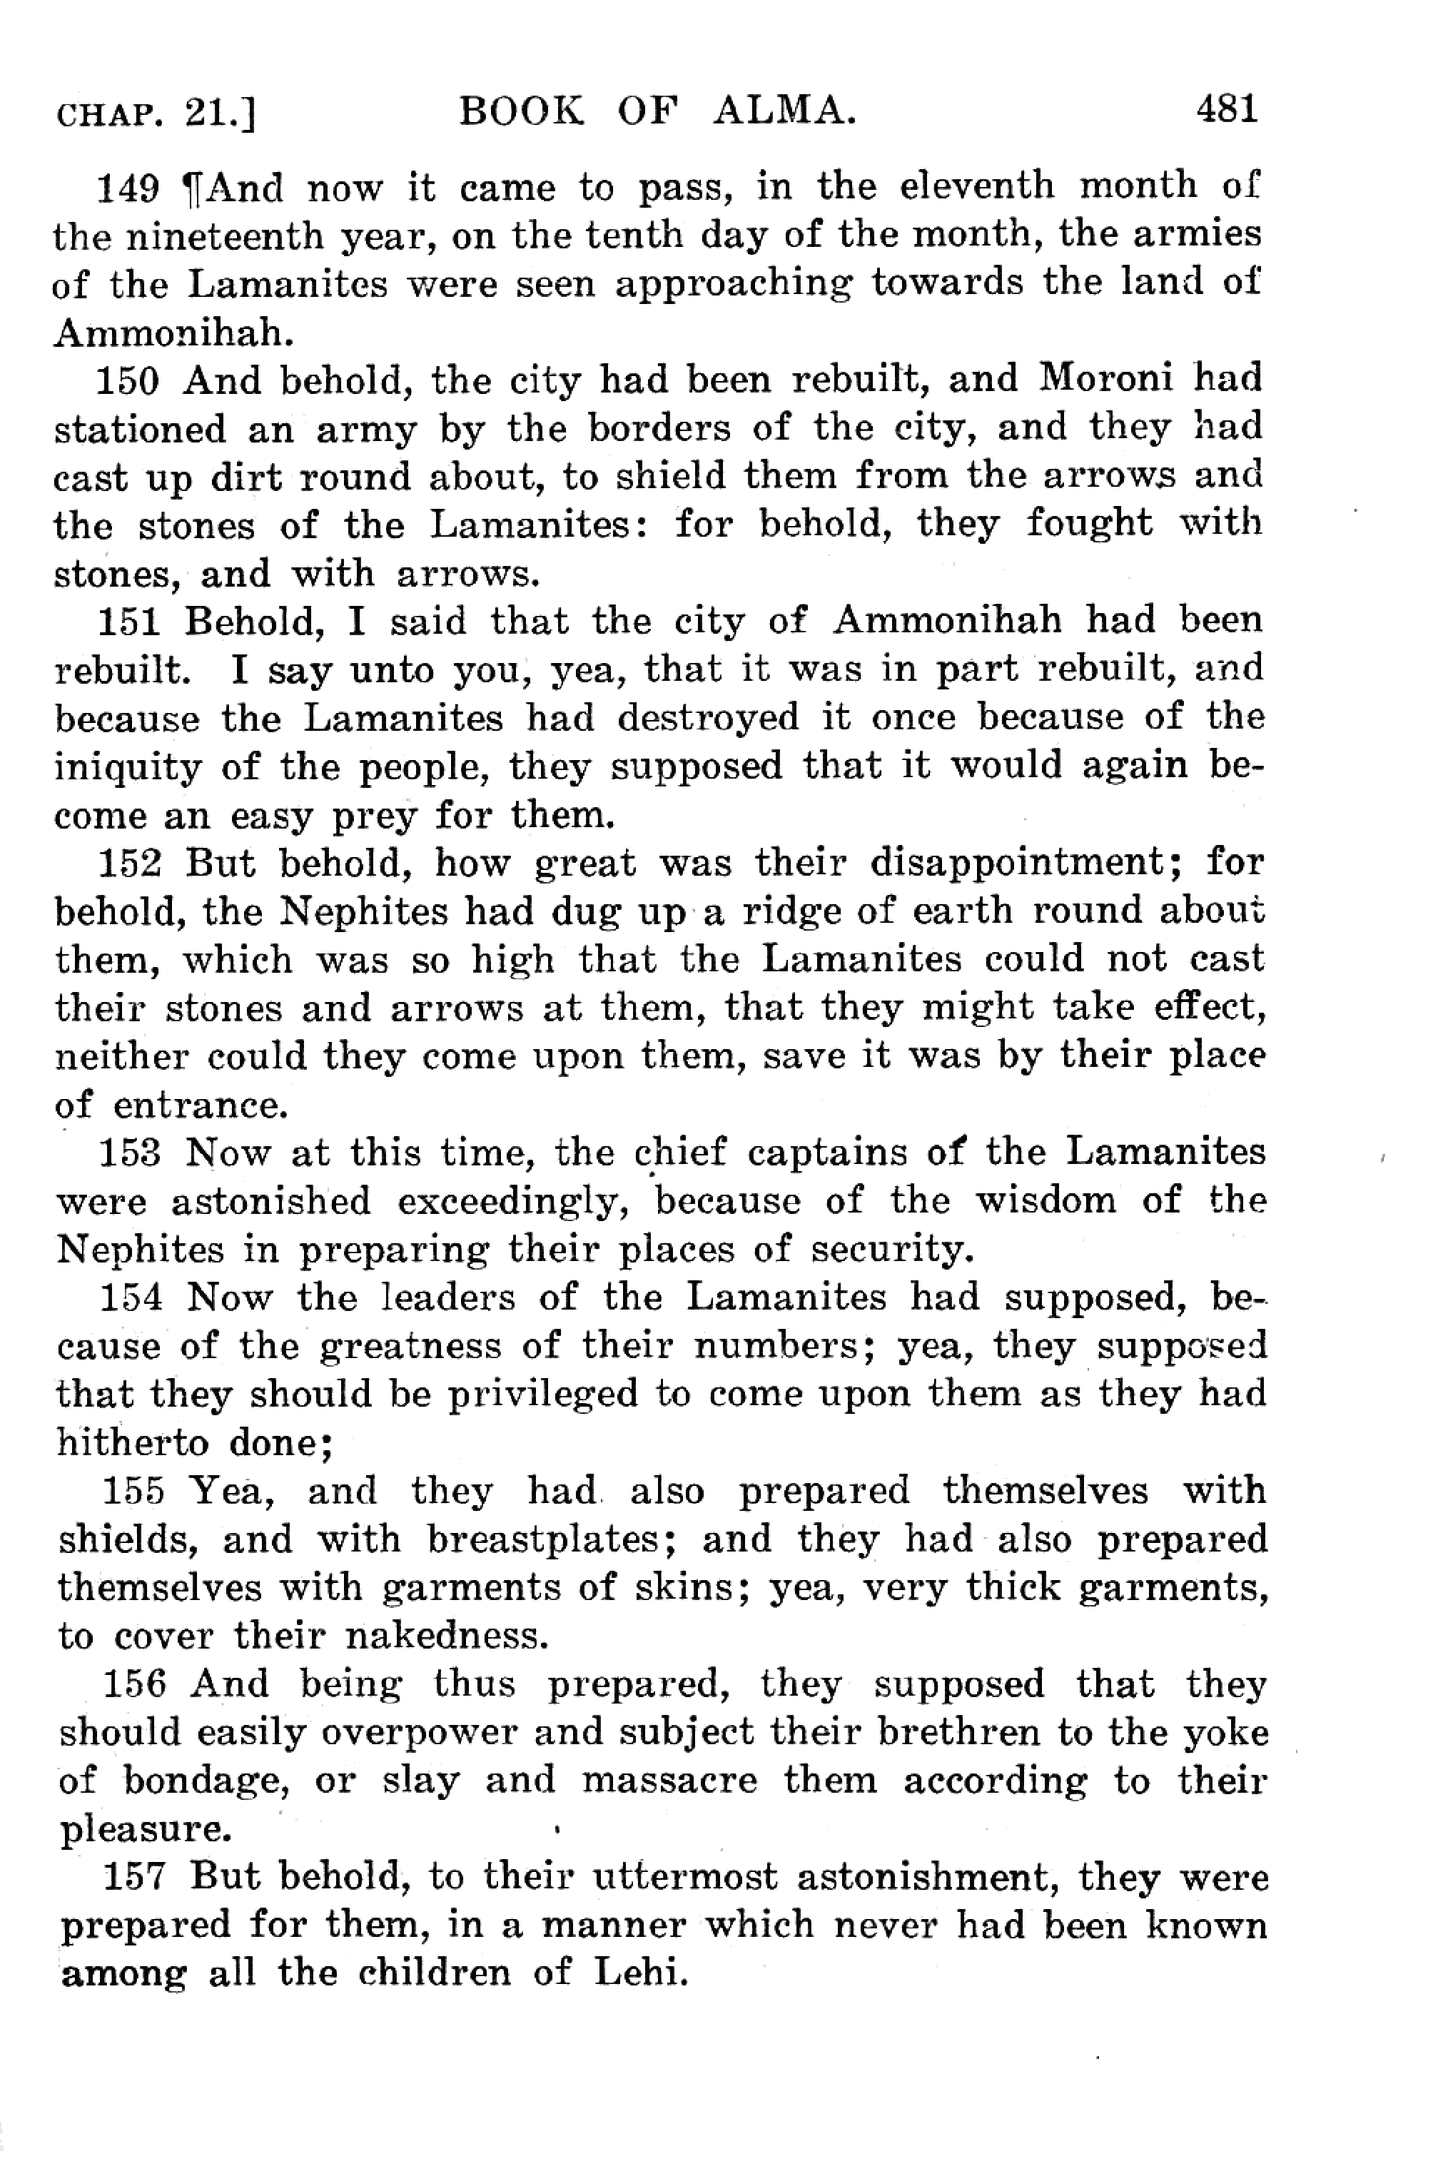 CHAP. 21.] BOOK OF ALMA. 481
149 ¶And now it came to pass, in the eleventh month of
the nineteenth year, on the tenth day of the month, the armies
of the Lamanites were seen approaching towards the land of
Ammonihah.
150 And behold, the city had been rebuilt, and Moroni had
stationed an army by the borders of the city, and they had
cast up dirt round about, to shield them from the arrows and
the stones of the Lamanites: for behold, they fought with
stones, and with arrows.
151 Behold, I said that the city of Ammonihah had been
rebuilt. I say unto you, yea, that it was in part rebuilt, and
because the Lamanites had destroyed it once because of the
iniquity of the people, they supposed that it would again be-
come an easy prey for them.
152 But behold, how great was their disappointment; for
behold, the Nephites had dug up a ridge of earth round about
them, which was so high that the Lamanites could not cast
their stones and arrows at them, that they might take effect,
neither could they come upon them, save it was by their place
of entrance.
153 Now at this time, the chief captains of the Lamanites
were astonished exceedingly, because of the wisdom of the
Nephites in preparing their places of security.
154 Now the leaders of the Lamanites had supposed, be-
cause of the greatness of their numbers; yea, they supposed
that they should be privileged to come upon them as they had
hitherto done;
155 Yea, and they had also prepared themselves with
shields, and with breastplates; and they had also prepared
themselves with garments of skins; yea, very thick garments,
to cover their nakedness.
156 And being thus prepared, they supposed that they
should easily overpower and subject their brethren to the yoke
of bondage, or slay and massacre them according to their
pleasure.
157 But behold, to their uttermost astonishment, they were
prepared for them, in a manner which never had been known
among all the children of Lehi.